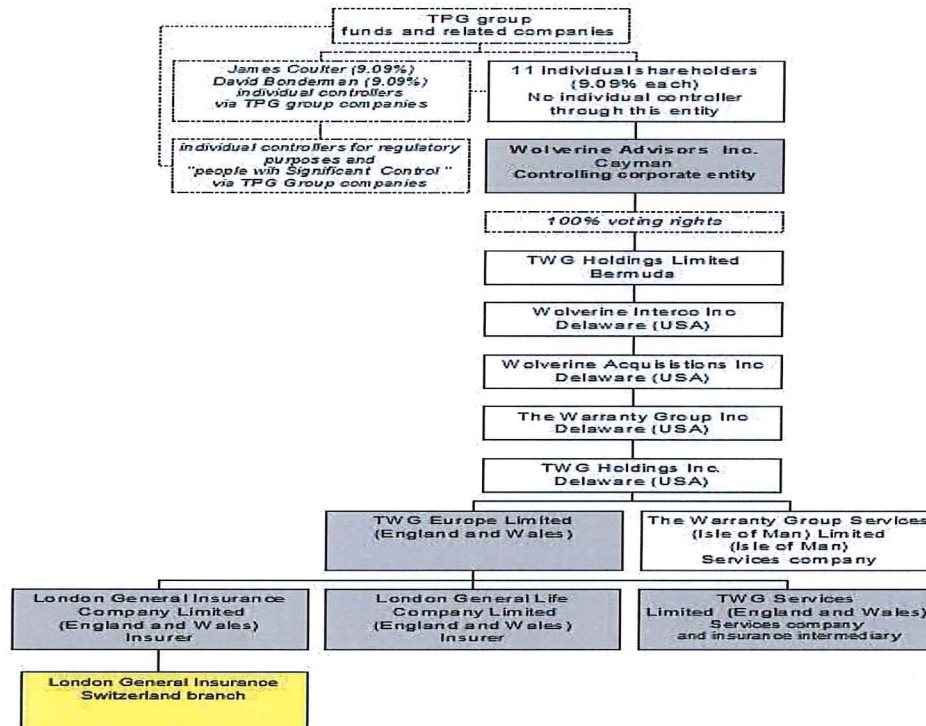 TPG group
funds and related companies
James Coulter (9.09%)
David Bonderman (9.09%)
individual controllers
via TPG group companies
11 individual shareholders
(9.09% each)
No individual controller
through this entity
individual controllers for regulatory
purposes and
"people wih Significant Control"
via TPG Group companies
Wolverine Advisors Inc.
Cayman
Controlling corporate entity
100% voting rights
TWG Holdings Limited
Bermuda
Wolverine Interco Inc
Delaware (USA)
Wolverine Acquisistions Inc
Delaware (USA)
The Warranty Group Inc
Delaware (USA)
TWG Holdings Inc.
Delaware (USA)
TWG Europe Limited
(England and Wales)
The Warranty Group Services
(Isle of Man) Limited
(Isle of Man)
Services company
London General Insurance
Company Limited
(England and Wales)
Insurer
London General Life
Company Limited
(England and Wales)
Insurer
TWG Services
Limited (England and Wales)
Services company
and insurance intermediary
London General Insurance
Switzerland branch